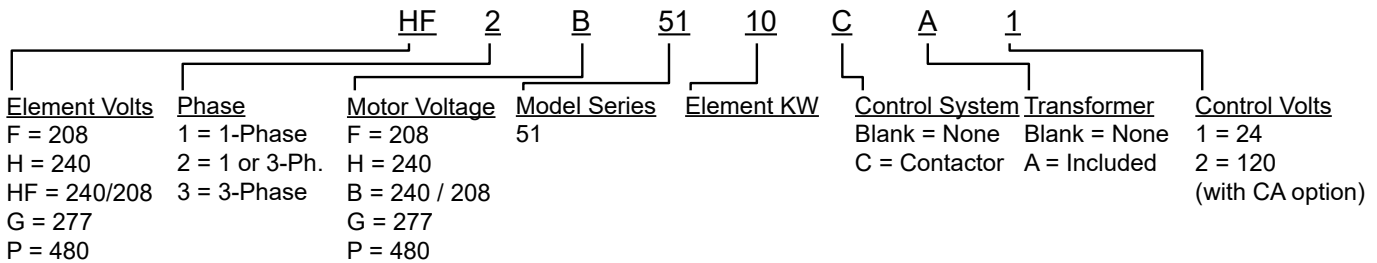 HF 2 B 51 10 C A 1
Element Volts
F = 208
H = 240
HF = 240/208
G = 277
P = 480
Phase
1 = 1-Phase
2 = 1 or 3-Ph.
3 = 3-Phase
Motor Voltage
F = 208
H = 240
B = 240 / 208
G = 277
P = 480
Model Series
51
Element KW
Control System
Blank = None
C = Contactor
Transformer
Blank = None
A = Included
Control Volts
1 = 24
2 = 120
(with CA option)